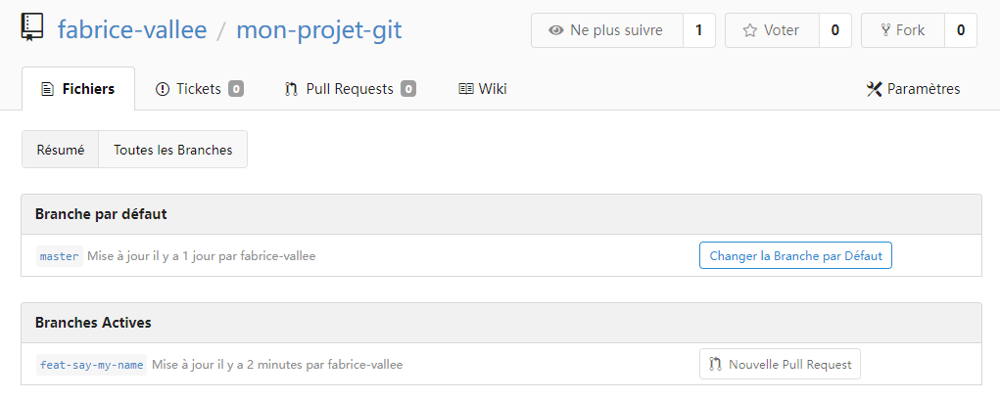 fabrice-vallee / mon-projet-git Ne plus suivre 1 Voter 0 Fork 0
Fichiers Tickets 0 Pull Requests 0 Wiki Paramètres
Résumé Toutes les Branches
Branche par défaut
master Mise à jour il y a 1 jour par fabrice-vallee Changer la Branche par Défaut
Branches Actives
feat-say-my-name Mise à jour il y a 2 minutes par fabrice-vallee Nouvelle Pull Request